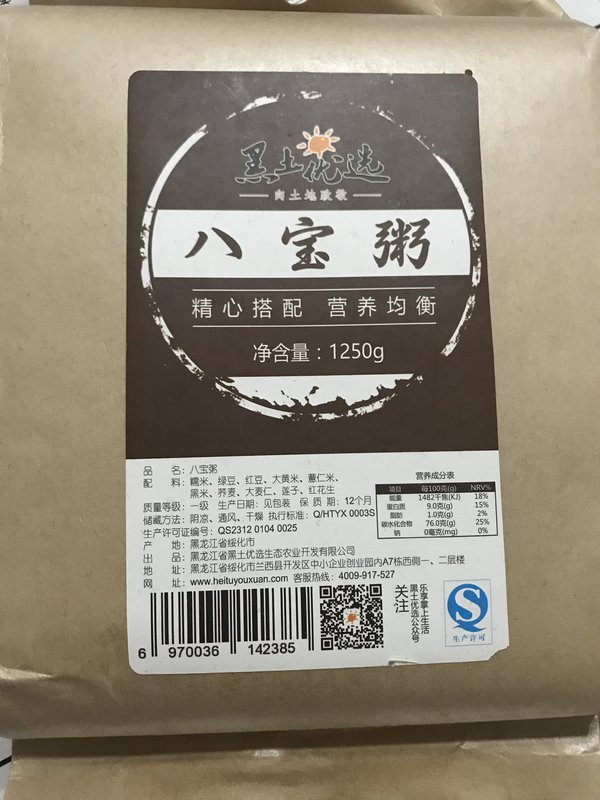 黑土优选
向土地致敬
八宝粥
精心搭配 营养均衡
净含量：1250g
品 名：八宝粥
配 料：糯米、绿豆、红豆、大黄米、薏仁米、
黑米、荞麦、大麦仁、莲子、红花生
质量等级：一级 生产日期：见包装 保 质 期：12个月
储藏方法：阴凉、通风、干燥 执行标准：Q/HTYX 0003S
生产许可证编号：QS2312 0104 0025
产 地：黑龙江省绥化市
出 品：黑龙江省黑土优选生态农业开发有限公司
地 址：黑龙江省绥化市兰西县开发区中小企业创业园内A7栋西侧一、二层楼
网 址：www.heituyouxuan.com 客服热线：4009-917-527
营养成分表
项目 每100克(g) NRV%
能量 1482千焦(KJ) 18%
蛋白质 9.0克(g) 15%
脂肪 1.0克(g) 2%
碳水化合物 76.0克(g) 25%
钠 0毫克(mg) 0%
6 970036 142385
关注
乐享掌上生活
黑土优选公众号
生产许可